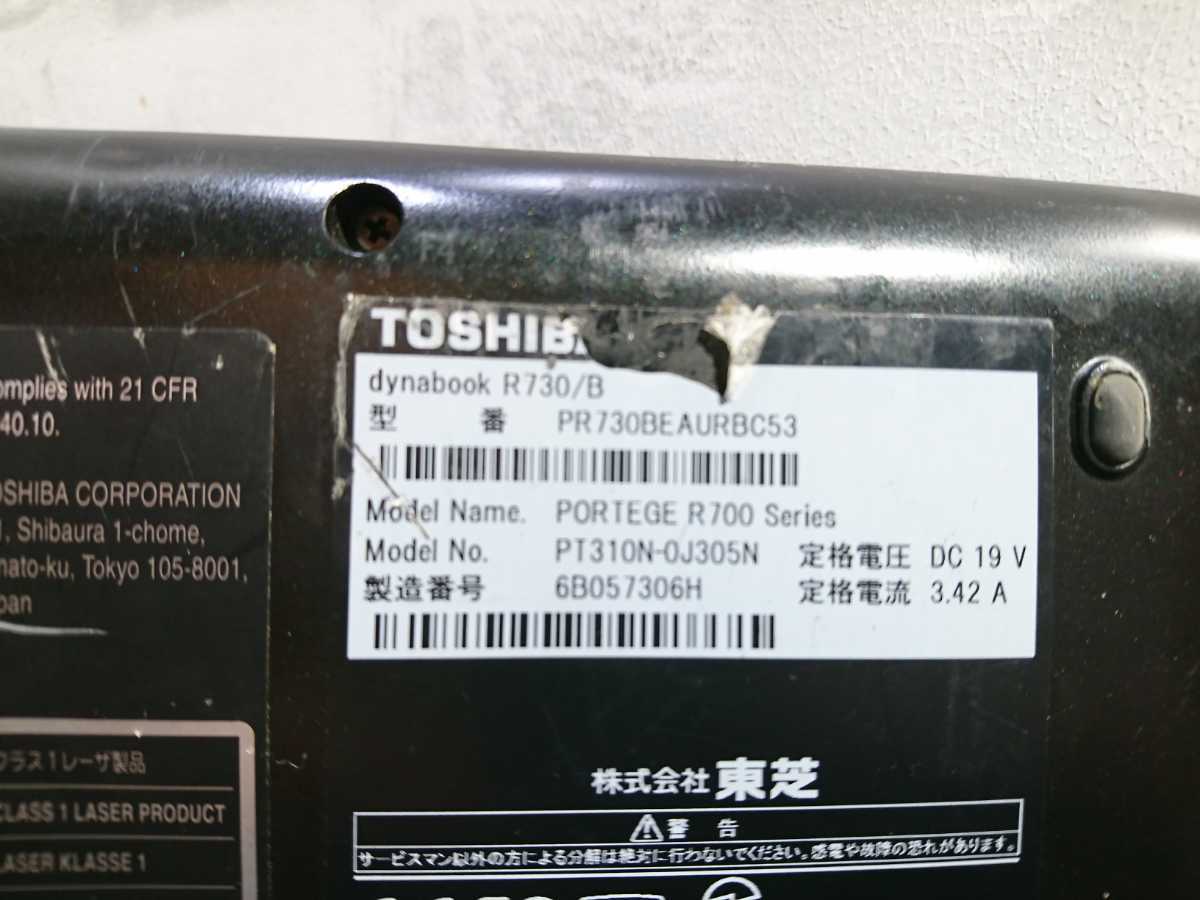 TOSHIBA
dynabook R730/B
型 番 PR730BEAURBC53
Model Name. PORTEGE R700 Series
Model No. PT310N-0J305N 定格電圧 DC 19 V
製造番号 6B057306H 定格電流 3.42 A
株式会社 東芝
警 告
サービスマン以外の方による分解は絶対に行わないでください。感電や故障の恐れがあります。
omplies with 21 CFR
40.10.
OSHIBA CORPORATION
1, Shibaura 1-chome,
nato-ku, Tokyo 105-8001,
pan
クラス1レーザ製品
CLASS 1 LASER PRODUCT
LASER KLASSE 1